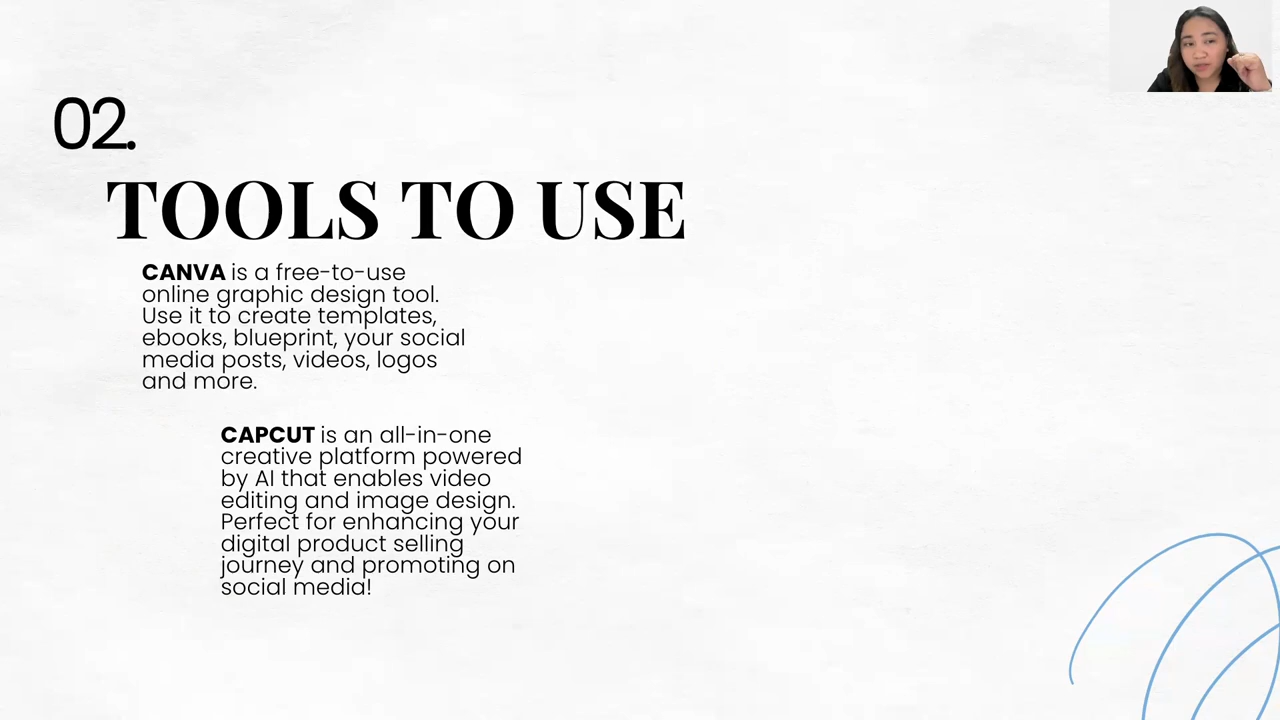 02.
TOOLS TO USE
CANVA is a free-to-use
online graphic design tool.
Use it to create templates,
ebooks, blueprint, your social
media posts, videos, logos
and more.
CAPCUT is an all-in-one
creative platform powered
by AI that enables video
editing and image design.
Perfect for enhancing your
digital product selling
journey and promoting on
social media!